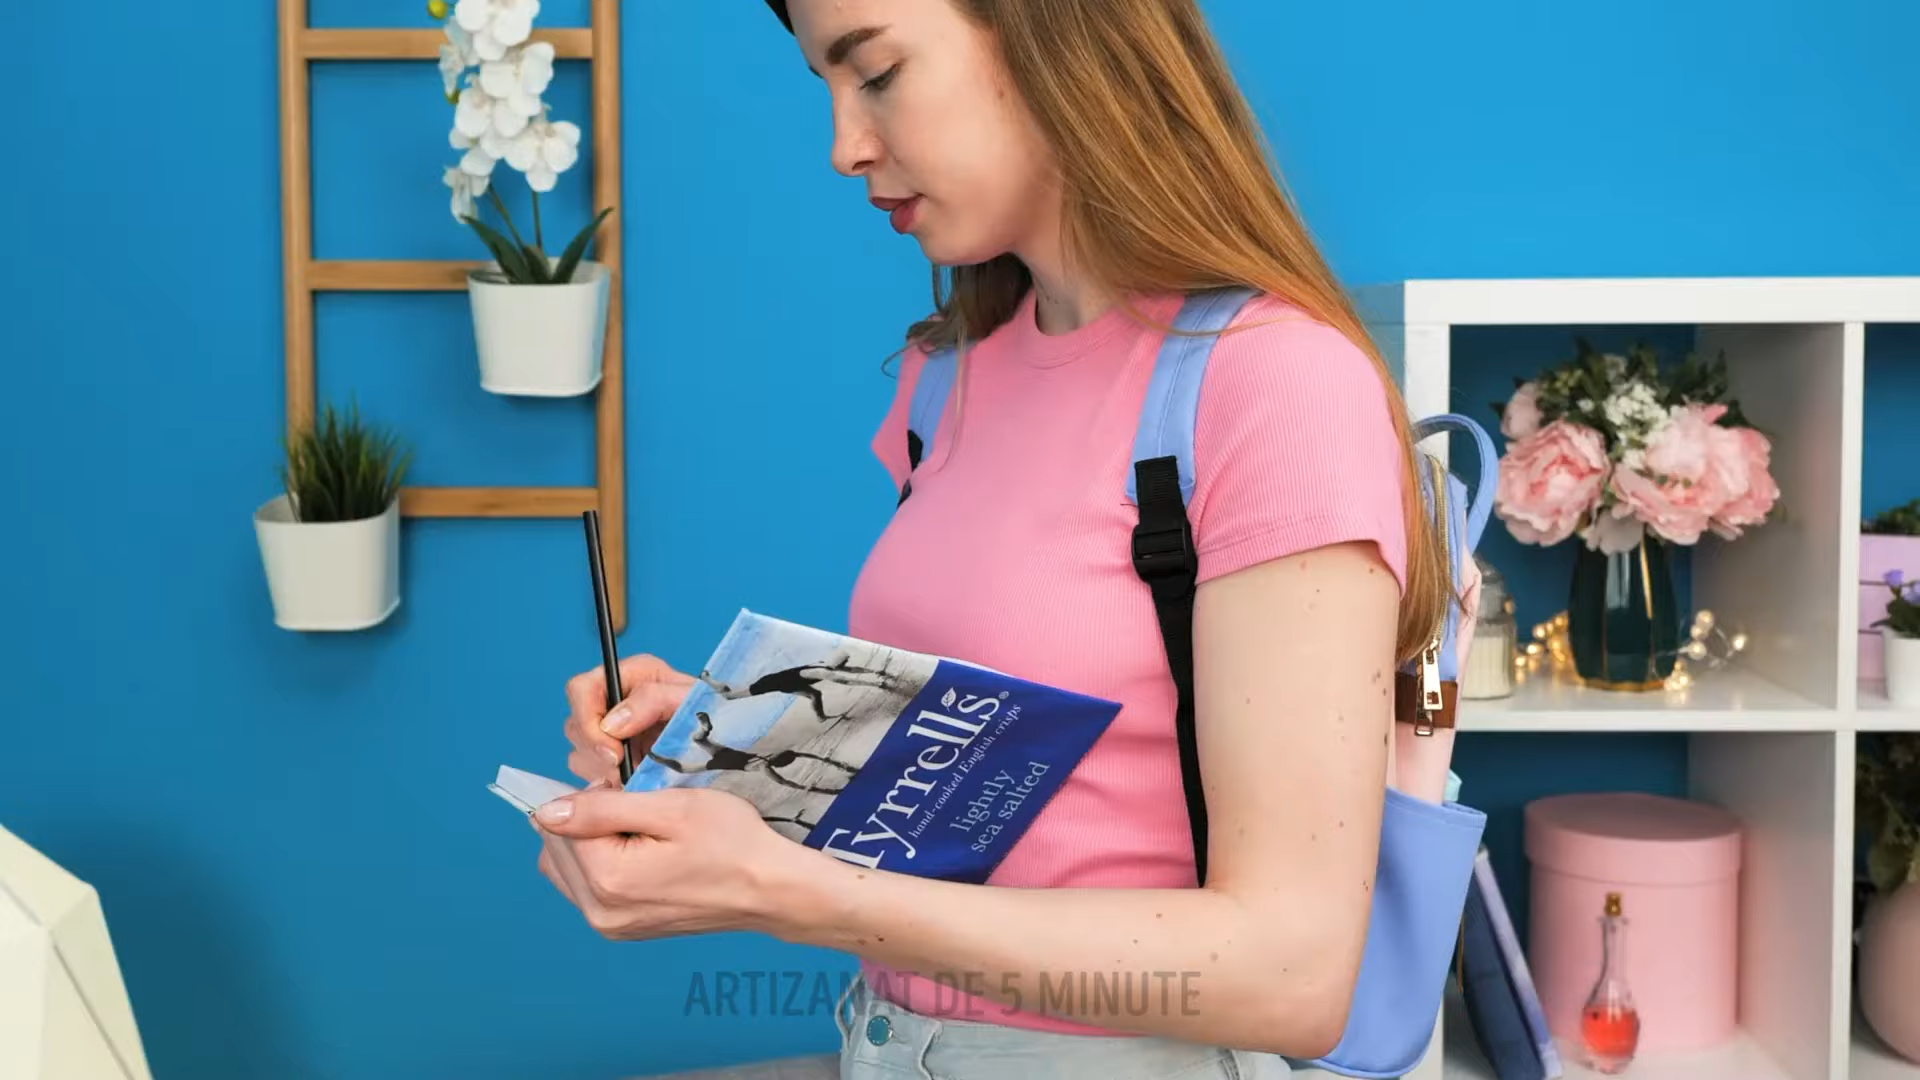 Tyrrells®
hand-cooked English crisps
lightly
sea salted
ARTIZANAT DE 5 MINUTE